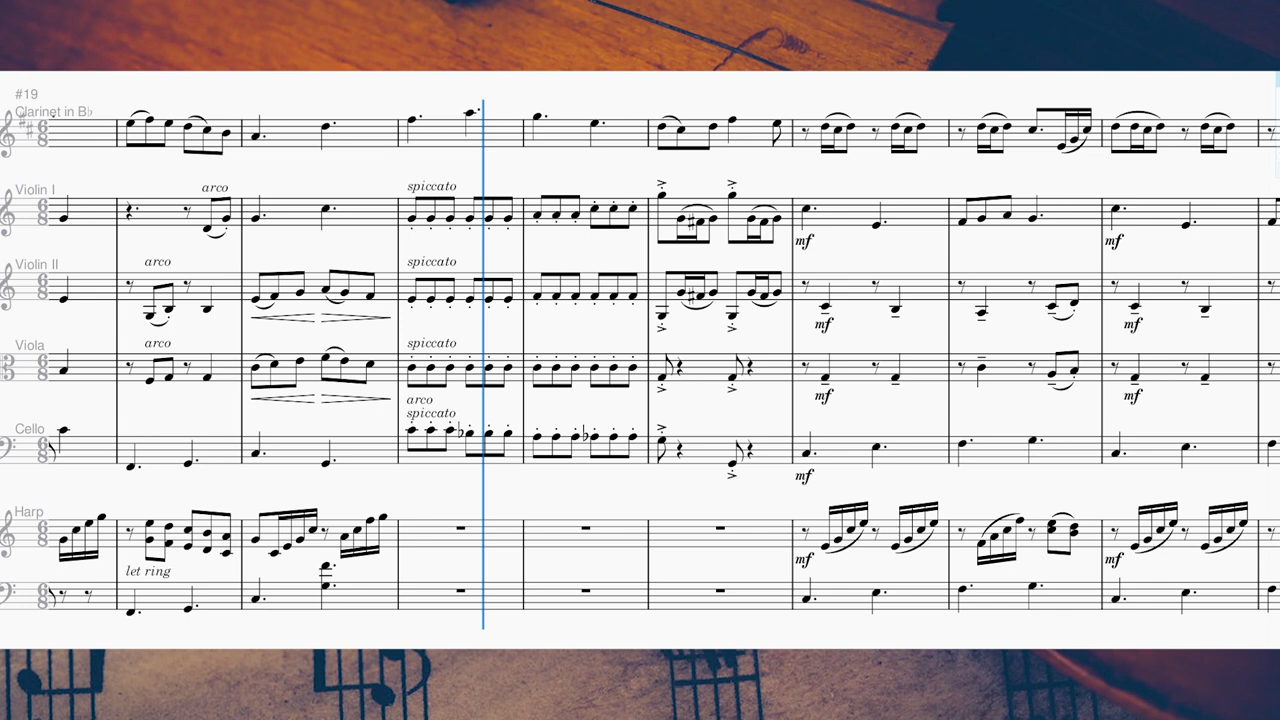 #19
Clarinet in B♭
Violin I
arco
spiccato
mf
mf
Violin II
arco
spiccato
mf
mf
Viola
arco
spiccato
mf
mf
Cello
arco
spiccato
mf
Harp
mf
mf
let ring